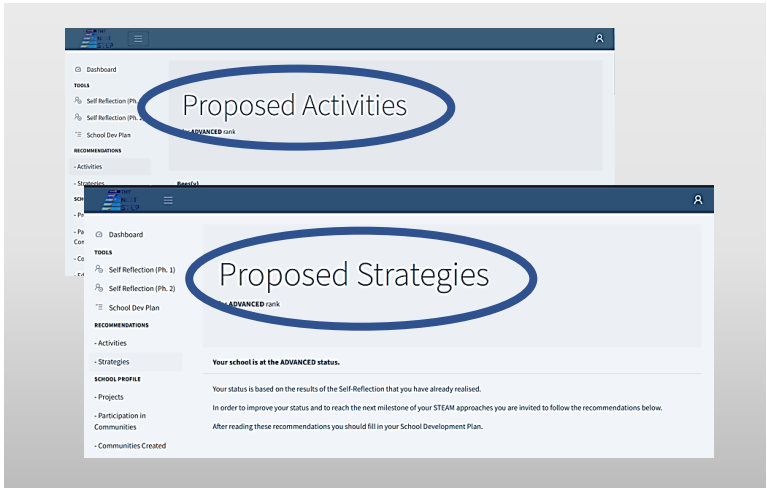 Dashboard
TOOLS
Self Reflection (Ph.
Self Reflection (Ph. 2)
School Dev Plan
RECOMMENDATIONS
- Activities
- Strategies
Proposed Activities
ADVANCED rank
Dashboard
TOOLS
Self Reflection (Ph. 1)
Self Reflection (Ph. 2)
School Dev Plan
RECOMMENDATIONS
- Activities
- Strategies
SCHOOL PROFILE
- Projects
- Participation in
Communities
- Communities Created
Proposed Strategies
ADVANCED rank
Your school is at the ADVANCED status.
Your status is based on the results of the Self-Reflection that you have already realised.
In order to improve your status and to reach the next milestone of your STEAM approaches you are invited to follow the recommendations below.
After reading these recommendations you should fill in your School Development Plan.